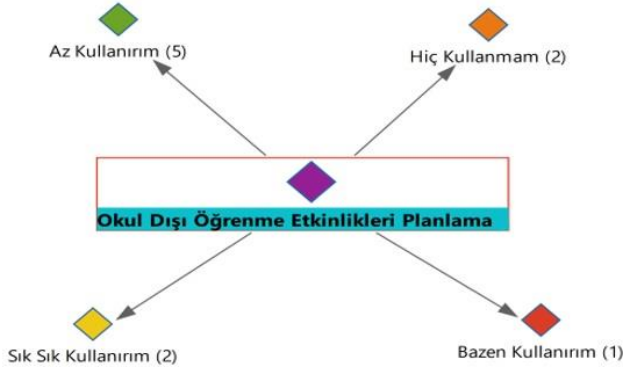 Az Kullanırım (5)
Hiç Kullanmam (2)
Okul Dışı Öğrenme Etkinlikleri Planlama
Sık Sık Kullanırım (2)
Bazen Kullanırım (1)